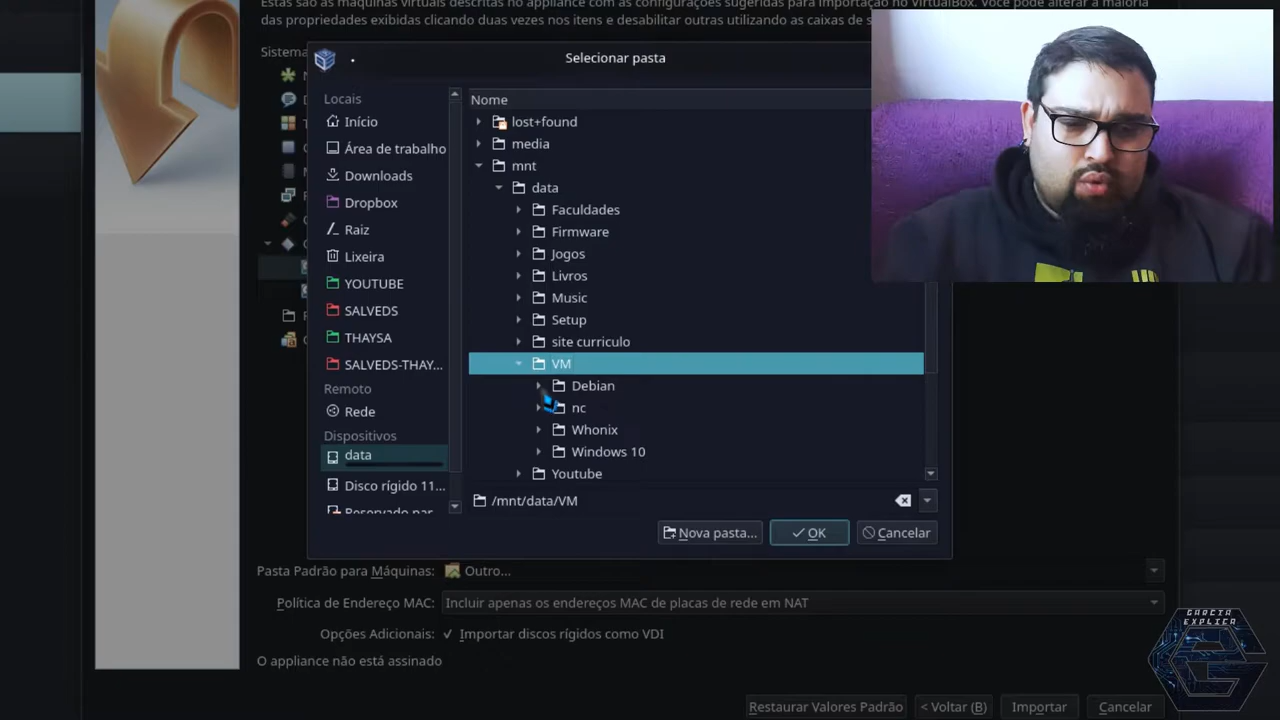 Estas são as máquinas virtuais descritas no appliance com as configurações sugeridas para importação no VirtualBox. Você pode alterar a maioria
das propriedades exibidas clicando duas vezes nos itens e desabilitar outras utilizando as caixas de
Sistema
Selecionar pasta
Locais
Início
Área de trabalho
Downloads
Dropbox
Raiz
Lixeira
YOUTUBE
SALVEDS
THAYSA
SALVEDS-THAY...
Remoto
Rede
Dispositivos
data
Disco rígido 11...
Reservado par
Nome
lost+found
media
mnt
data
Faculdades
Firmware
Jogos
Livros
Music
Setup
site curriculo
VM
Debian
nc
Whonix
Windows 10
Youtube
/mnt/data/VM
Nova pasta...
OK
Cancelar
Pasta Padrão para Máquinas:
Outro...
Política de Endereço MAC:
Incluir apenas os endereços MAC de placas de rede em NAT
Opções Adicionais:
✓ Importar discos rígidos como VDI
O appliance não está assinado
Restaurar Valores Padrão
< Voltar (B)
Importar
Cancelar
GARCIA
EXPLICA